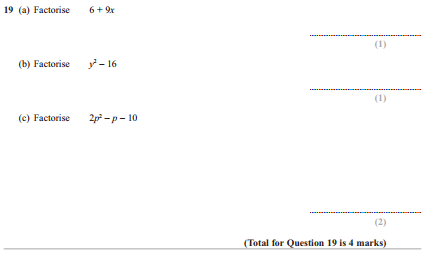 19 (a) Factorise 6 + 9x
(1)
(b) Factorise y² – 16
(1)
(c) Factorise 2p² – p – 10
(2)
(Total for Question 19 is 4 marks)